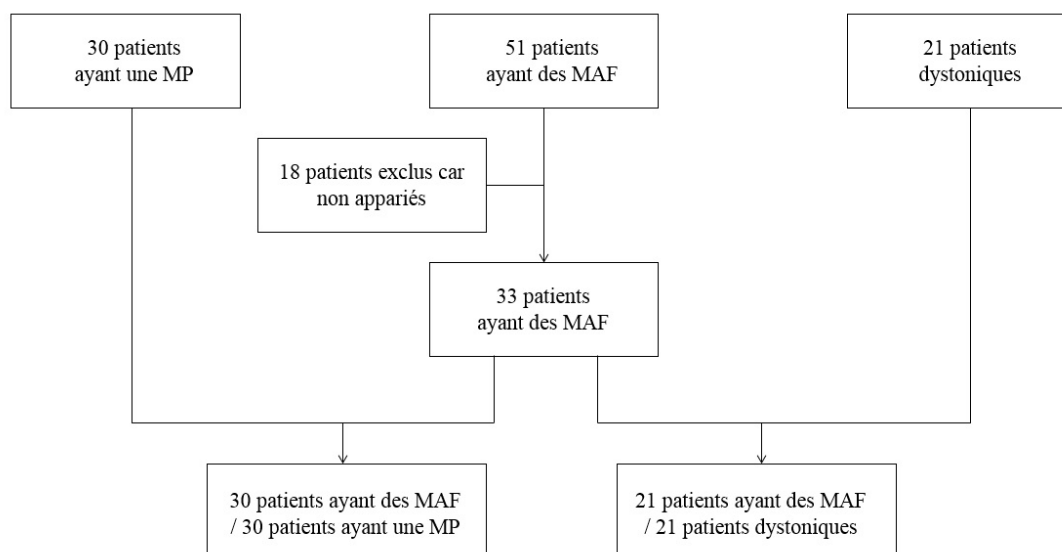 30 patients
ayant une MP
51 patients
ayant des MAF
21 patients
dystoniques
18 patients exclus car
non appariés
33 patients
ayant des MAF
30 patients ayant des MAF
/ 30 patients ayant une MP
21 patients ayant des MAF
/ 21 patients dystoniques